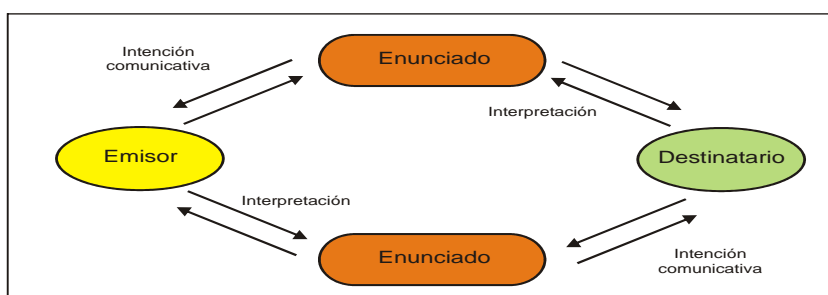 Intención
comunicativa
Enunciado
Interpretación
Emisor
Destinatario
Interpretación
Enunciado
Intención
comunicativa